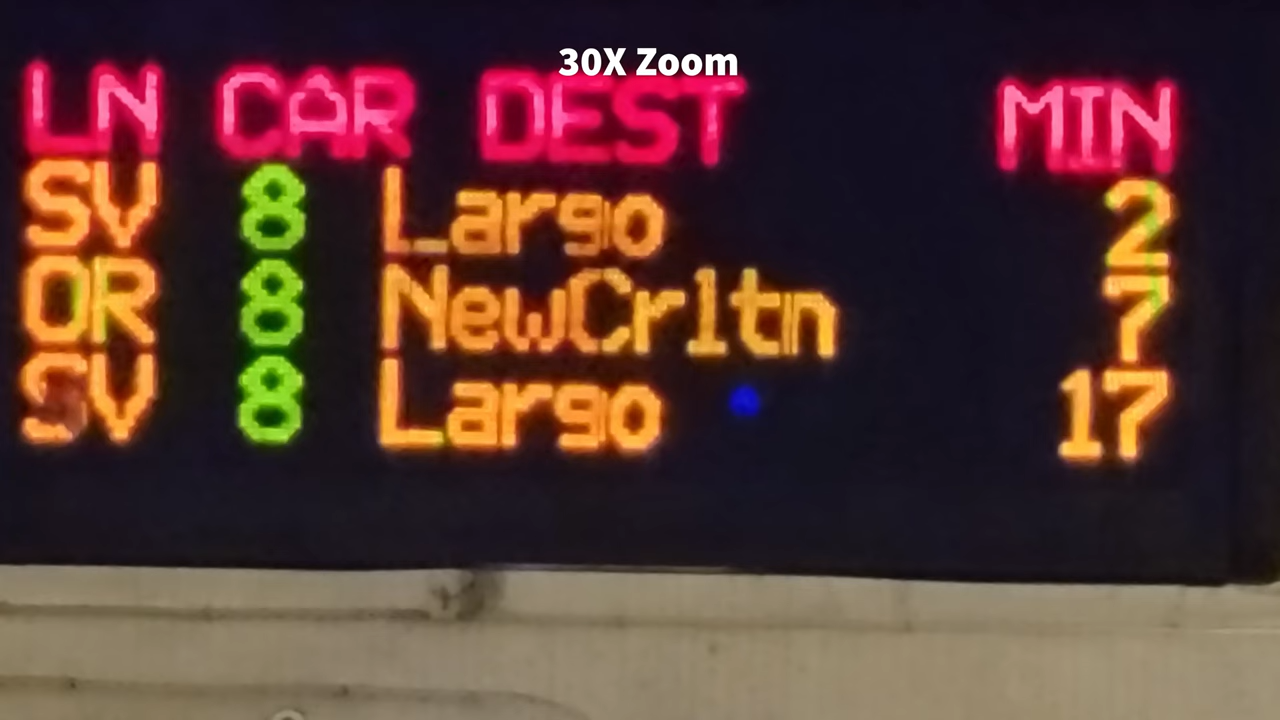 30X Zoom
LN CAR DEST MIN
SV 8 Largo 2
OR 8 NewCrltn 7
SV 8 Largo 17